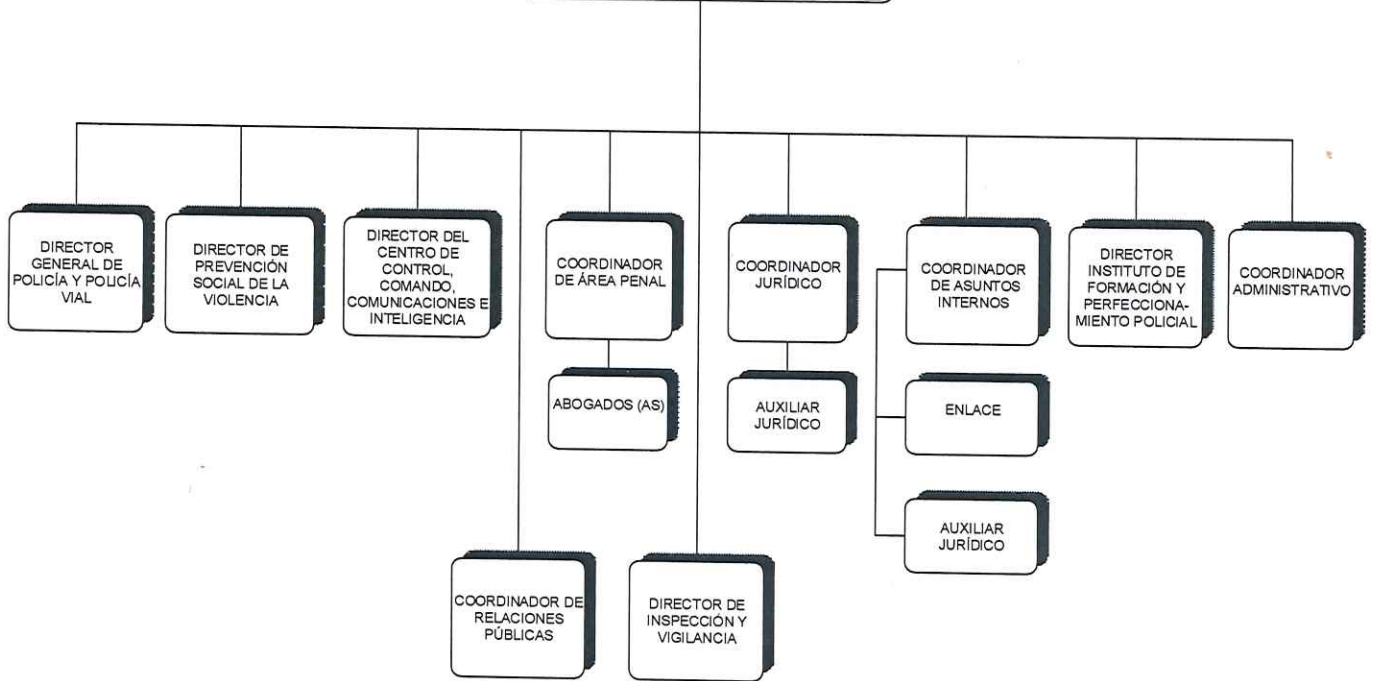 DIRECTOR
GENERAL DE
POLICÍA Y POLICÍA
VIAL
DIRECTOR DE
PREVENCIÓN
SOCIAL DE LA
VIOLENCIA
DIRECTOR DEL
CENTRO DE
CONTROL,
COMANDO,
COMUNICACIONES E
INTELIGENCIA
COORDINADOR
DE ÁREA PENAL
COORDINADOR
JURÍDICO
COORDINADOR
DE ASUNTOS
INTERNOS
DIRECTOR
INSTITUTO DE
FORMACIÓN Y
PERFECCIONA-
MIENTO POLICIAL
COORDINADOR
ADMINISTRATIVO
ABOGADOS (AS)
AUXILIAR
JURÍDICO
ENLACE
AUXILIAR
JURÍDICO
COORDINADOR DE
RELACIONES
PÚBLICAS
DIRECTOR DE
INSPECCIÓN Y
VIGILANCIA